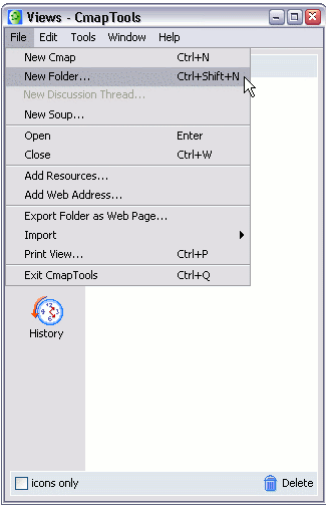 Views - CmapTools
File Edit Tools Window Help
New Cmap Ctrl+N
New Folder... Ctrl+Shift+N
New Discussion Thread...
New Soup...
Open Enter
Close Ctrl+W
Add Resources...
Add Web Address...
Export Folder as Web Page...
Import
Print View... Ctrl+P
Exit CmapTools Ctrl+Q
History
icons only Delete